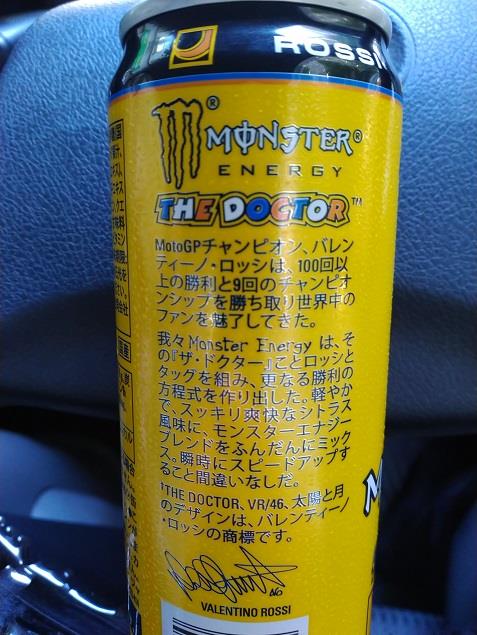 ROSSI
MONSTER®
ENERGY
THE DOCTOR™
MotoGPチャンピオン、バレン
ティーノ・ロッシは、100回以
上の勝利と9回のチャンピオ
ンシップを勝ち取り世界中の
ファンを魅了してきた。
我々Monster Energy は、そ
の『ザ・ドクター』ことロッシと
タッグを組み、更なる勝利の
方程式を作り出した。軽やか
で、スッキリ爽快なシトラス
風味に、モンスターエナジー
ブレンドをふんだんにミック
ス。瞬時にスピードアップす
ること間違いなしだ。
†THE DOCTOR、VR/46、太陽と月
のデザインは、バレンティーノ
・ロッシの商標です。
VALENTINO ROSSI